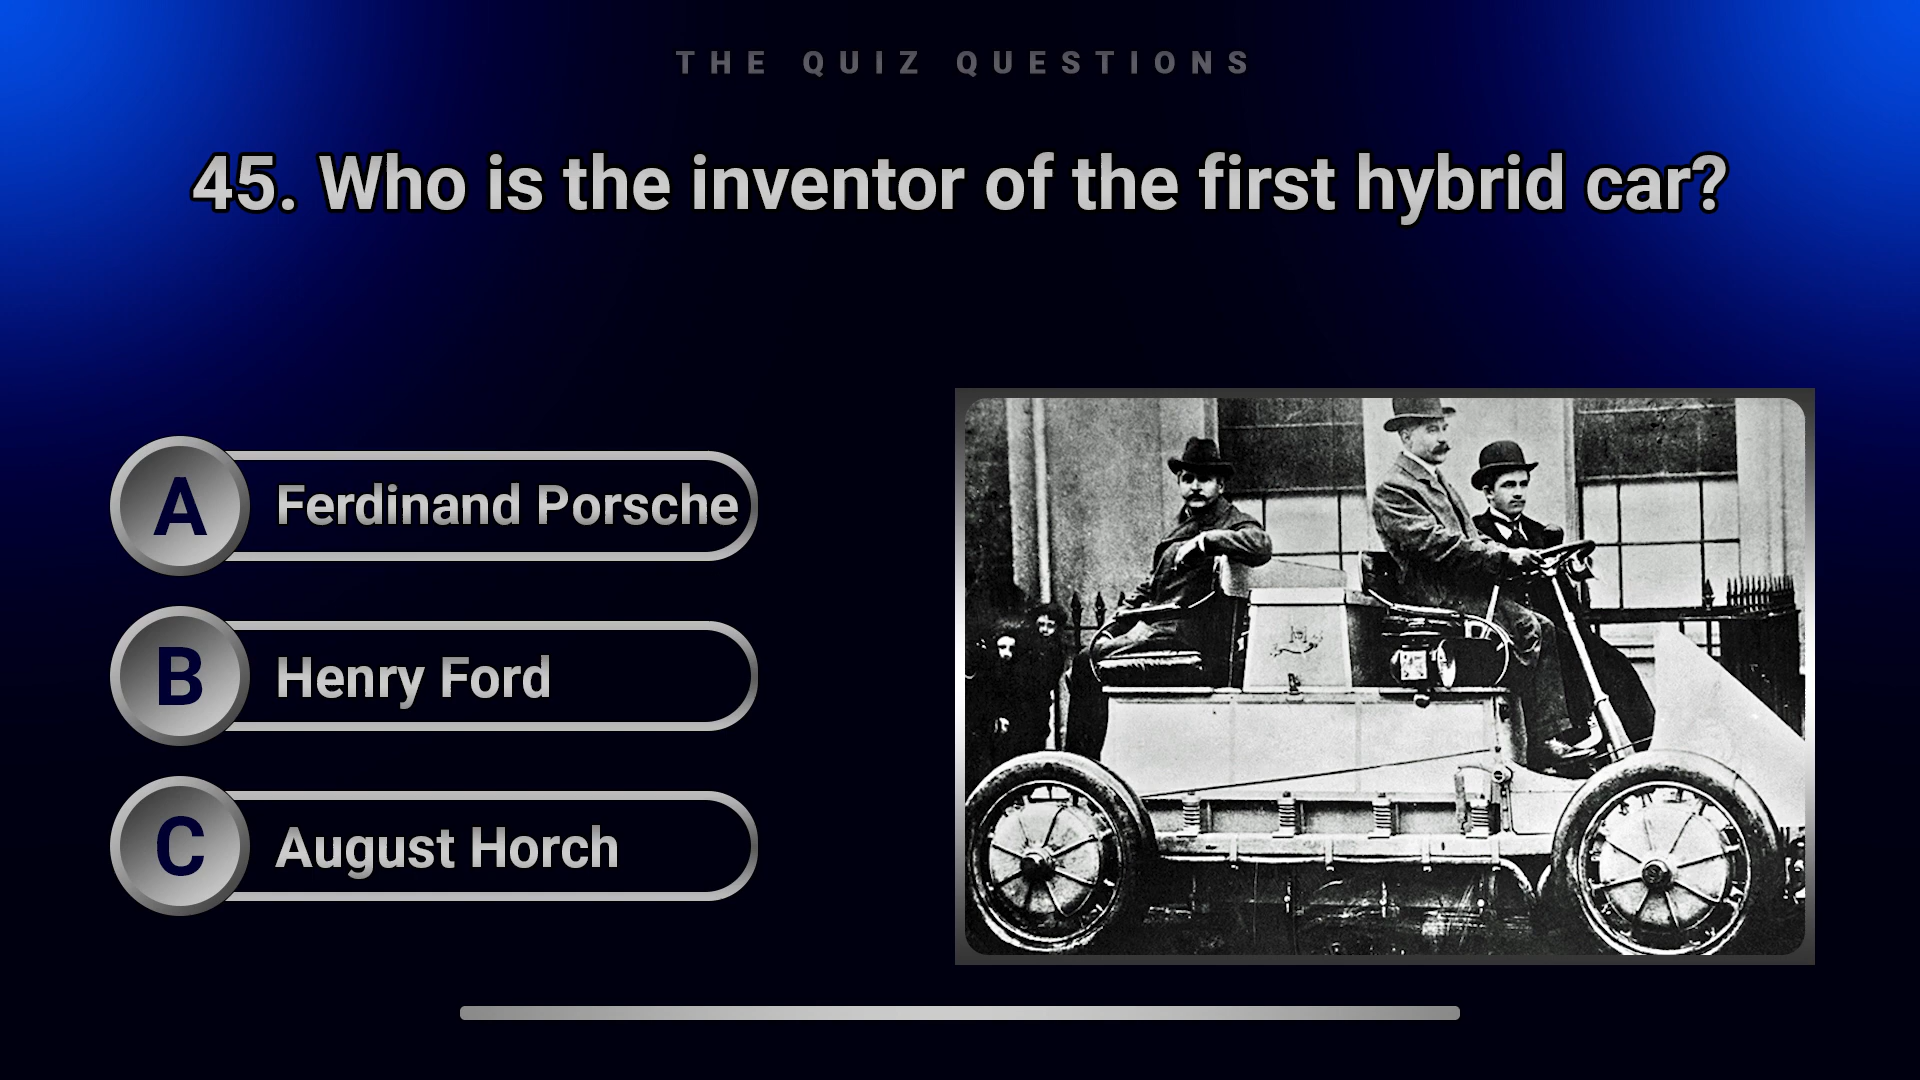 THE QUIZ QUESTIONS
45. Who is the inventor of the first hybrid car?
A Ferdinand Porsche
B Henry Ford
C August Horch